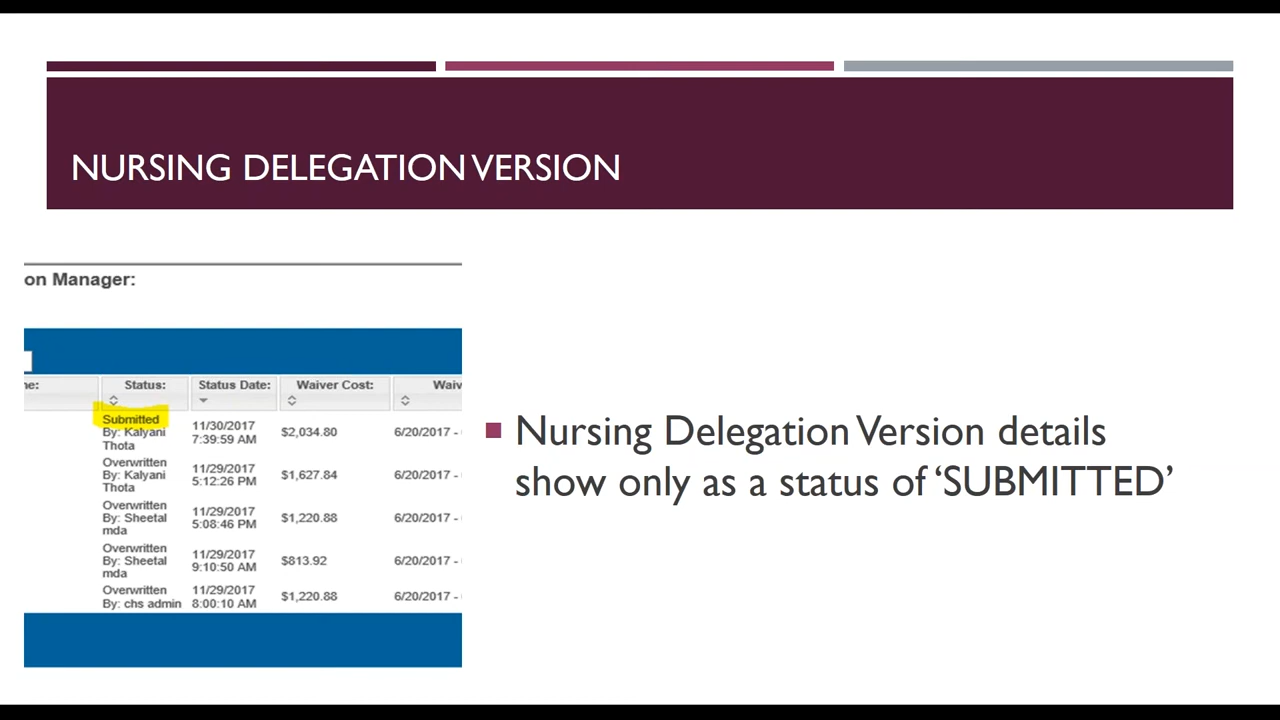 NURSING DELEGATION VERSION
on Manager:
ne: Status: Status Date: Waiver Cost: Waiv
Submitted
By: Kalyani
Thota
11/30/2017
7:39:59 AM
$2,034.80
6/20/2017 -
Overwritten
By: Kalyani
Thota
11/29/2017
5:12:26 PM
$1,627.84
6/20/2017 -
Overwritten
By: Sheetal
mda
11/29/2017
5:08:46 PM
$1,220.88
6/20/2017 -
Overwritten
By: Sheetal
mda
11/29/2017
9:10:50 AM
$813.92
6/20/2017 -
Overwritten
By: chs admin
11/29/2017
8:00:10 AM
$1,220.88
6/20/2017 -
Nursing Delegation Version details
show only as a status of ‘SUBMITTED’